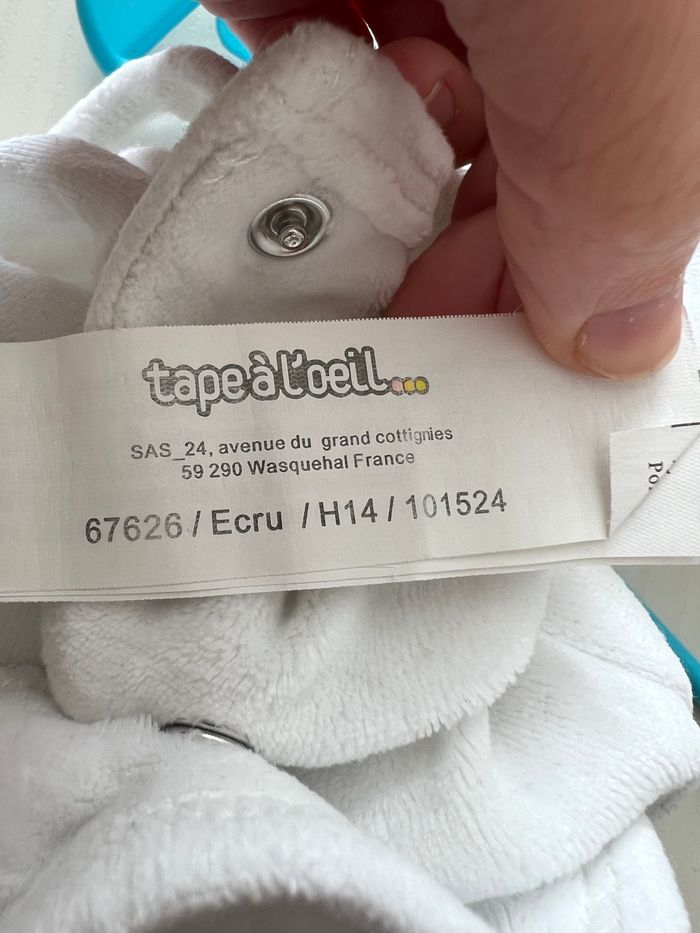 tape à l'oeil...
SAS_24, avenue du grand cottignies
59 290 Wasquehal France
67626 / Ecru / H14 / 101524